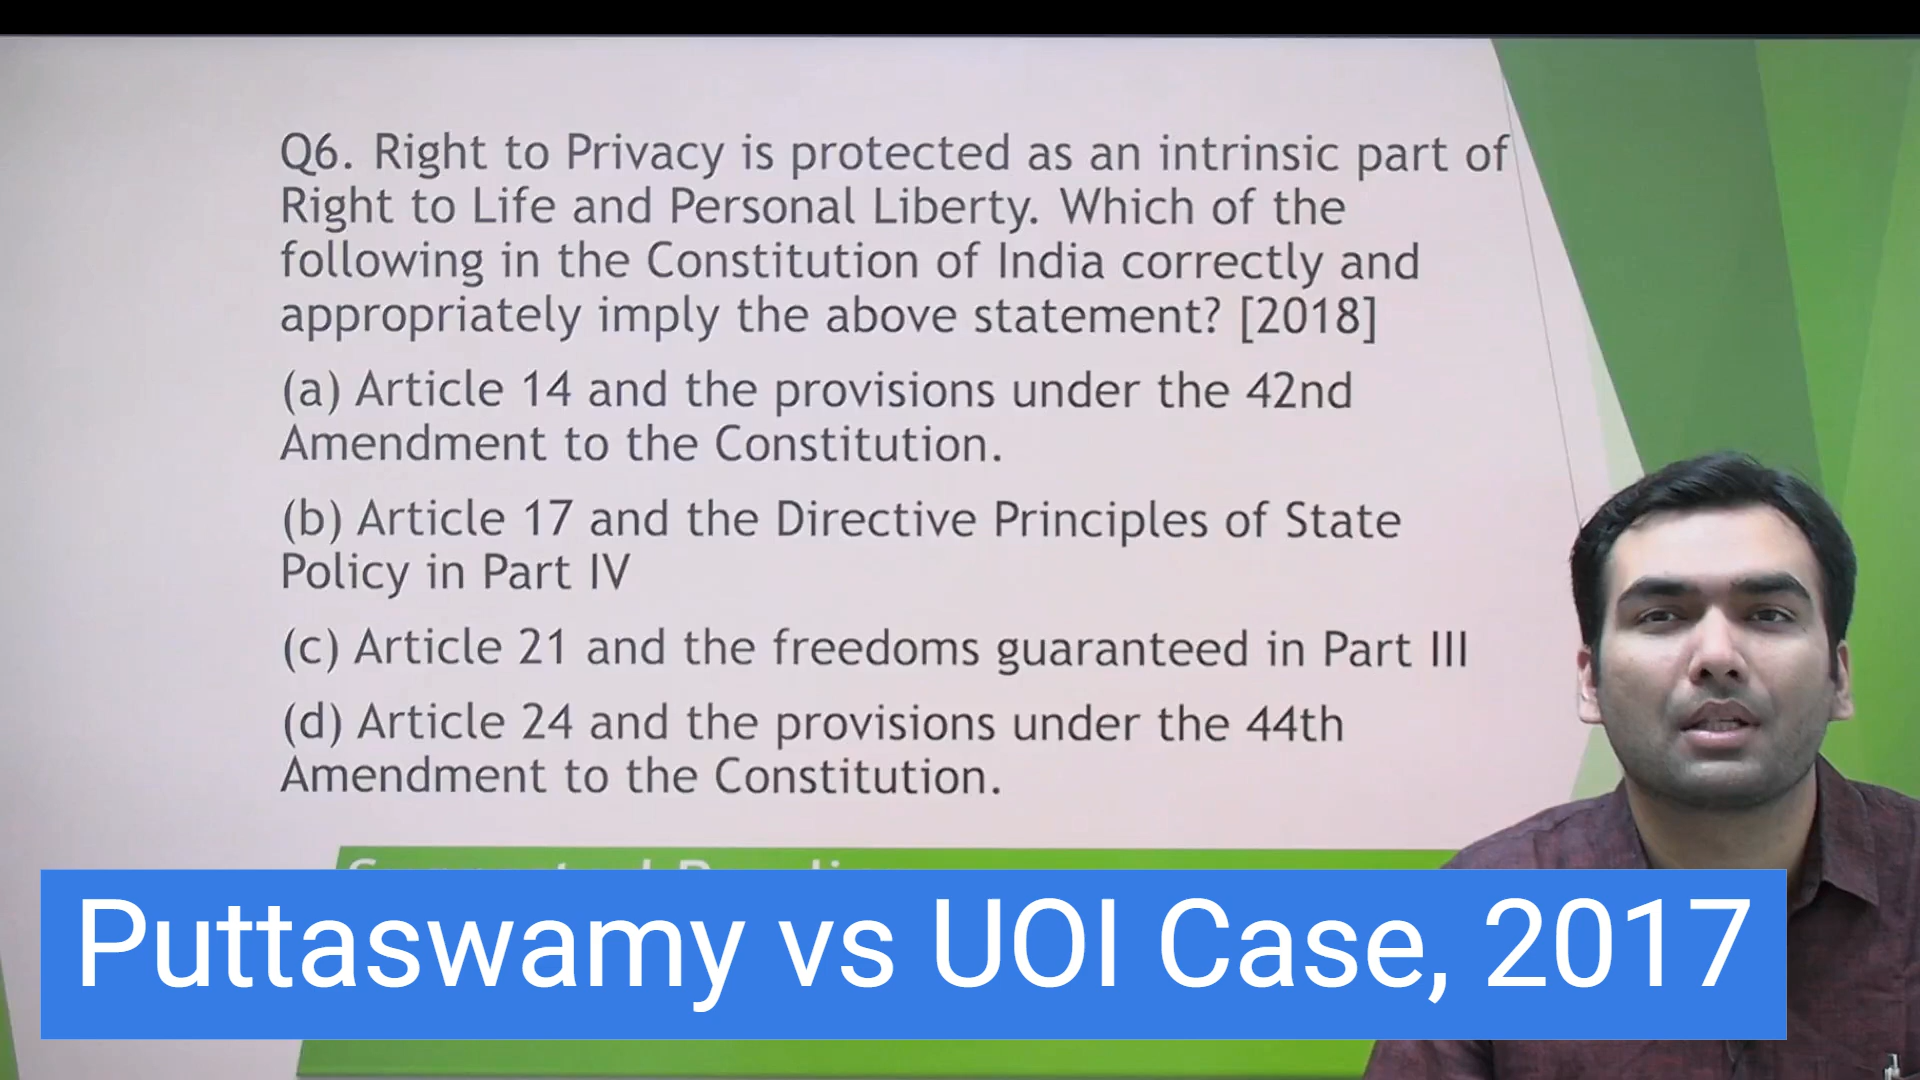 Q6. Right to Privacy is protected as an intrinsic part of
Right to Life and Personal Liberty. Which of the
following in the Constitution of India correctly and
appropriately imply the above statement? [2018]
(a) Article 14 and the provisions under the 42nd
Amendment to the Constitution.
(b) Article 17 and the Directive Principles of State
Policy in Part IV
(c) Article 21 and the freedoms guaranteed in Part III
(d) Article 24 and the provisions under the 44th
Amendment to the Constitution.
Puttaswamy vs UOI Case, 2017